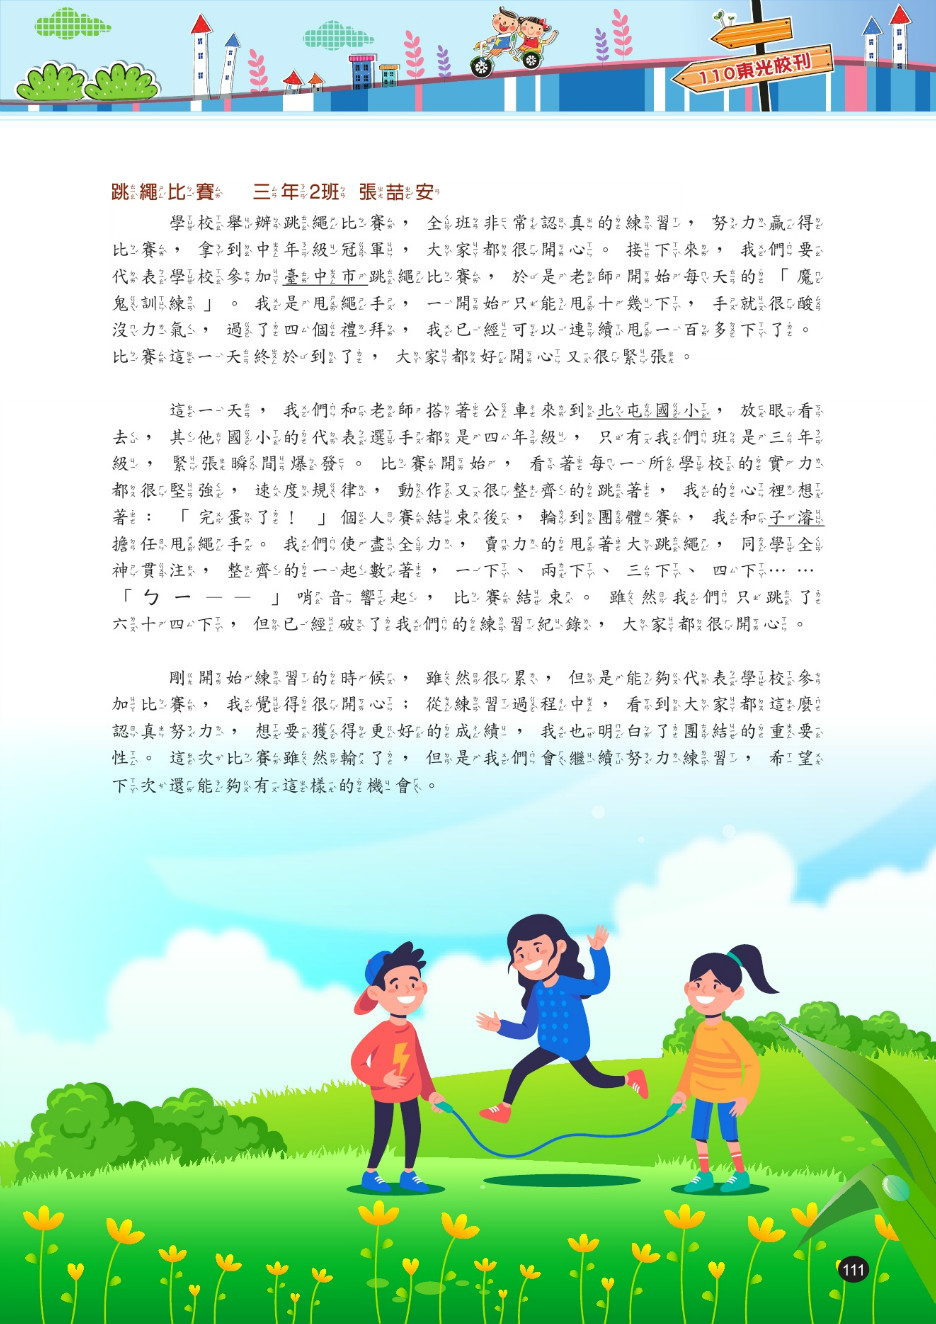 110東光校刊
跳繩比賽 三年2班 張喆安
學校舉辦跳繩比賽，全班非常認真的練習，努力贏得
比賽，拿到中年級冠軍，大家都很開心。接下來，我們要
代表學校參加臺中市跳繩比賽，於是老師開始每天的「魔
鬼訓練」。我是甩繩手，一開始只能甩十幾下，手就很酸
沒力氣，過了四個禮拜，我已經可以連續甩一百多下了。
比賽這一天終於到了，大家都好開心又很緊張。
這一天，我們和老師搭著公車來到北屯國小，放眼看
去，其他國小的代表選手都是四年級，只有我們班是三年
級，緊張瞬間爆發。比賽開始，看著每一所學校的實力
都很堅強，速度規律，動作又很整齊的跳著，我的心裡想
著：「完蛋了！」個人賽結束後，輪到團體賽，我和子濬
擔任甩繩手。我們使盡全力，賣力的甩著大跳繩，同學全
神貫注，整齊的一起數著，一下、兩下、三下、四下……
「ㄅㄧ——」哨音響起，比賽結束。雖然我們只跳了
六十四下，但已經破了我們的練習紀錄，大家都很開心。
剛開始練習的時候，雖然很累，但是能夠代表學校參
加比賽，我覺得很開心；從練習過程中，看到大家都這麼
認真努力，想要獲得更好的成績，我也明白了團結的重要
性。這次比賽雖然輸了，但是我們會繼續努力練習，希望
下次還能夠有這樣的機會。
111